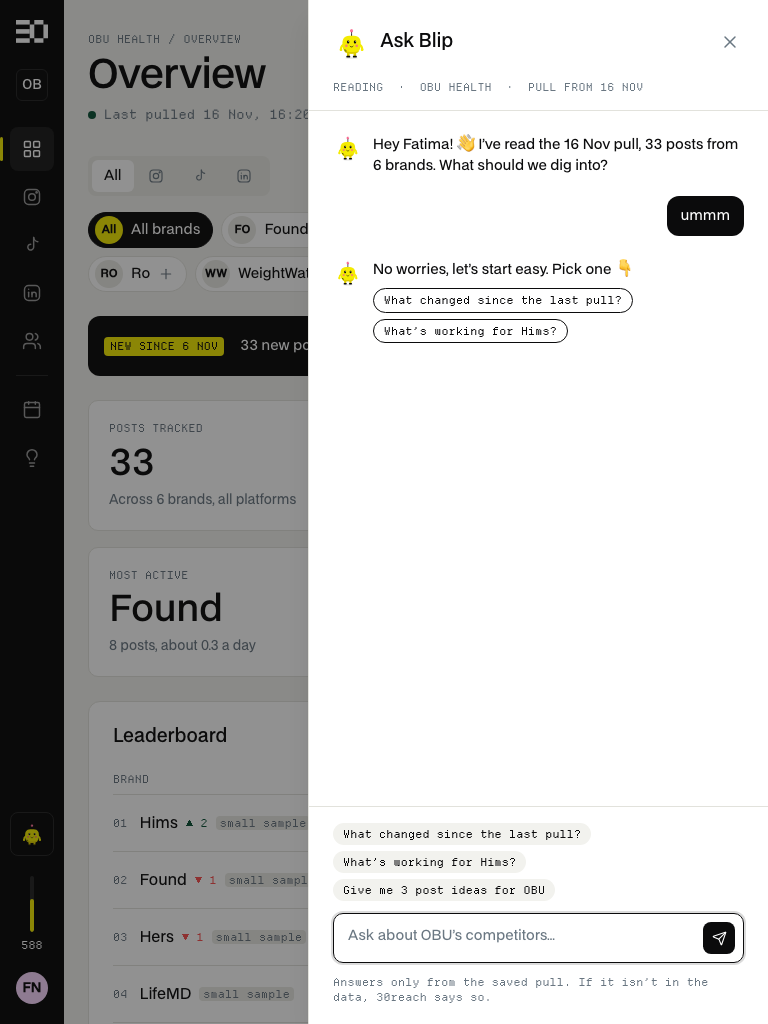 OB
588
FN
OBU HEALTH / OVERVIEW
Overview
Last pulled 16 Nov, 16:20
All
All All brands
FO Found
RO Ro
WW WeightWat
NEW SINCE 6 NOV 33 new po
POSTS TRACKED
33
Across 6 brands, all platforms
MOST ACTIVE
Found
8 posts, about 0.3 a day
Leaderboard
BRAND
01 Hims ▲ 2 small sample
02 Found ▼ 1 small sampl
03 Hers ▼ 1 small sample
04 LifeMD small sample
Ask Blip
READING · OBU HEALTH · PULL FROM 16 NOV
Hey Fatima! 👋 I've read the 16 Nov pull, 33 posts from
6 brands. What should we dig into?
ummm
No worries, let's start easy. Pick one 👇
What changed since the last pull?
What's working for Hims?
What changed since the last pull?
What's working for Hims?
Give me 3 post ideas for OBU
Ask about OBU's competitors…
Answers only from the saved pull. If it isn't in the
data, 30reach says so.